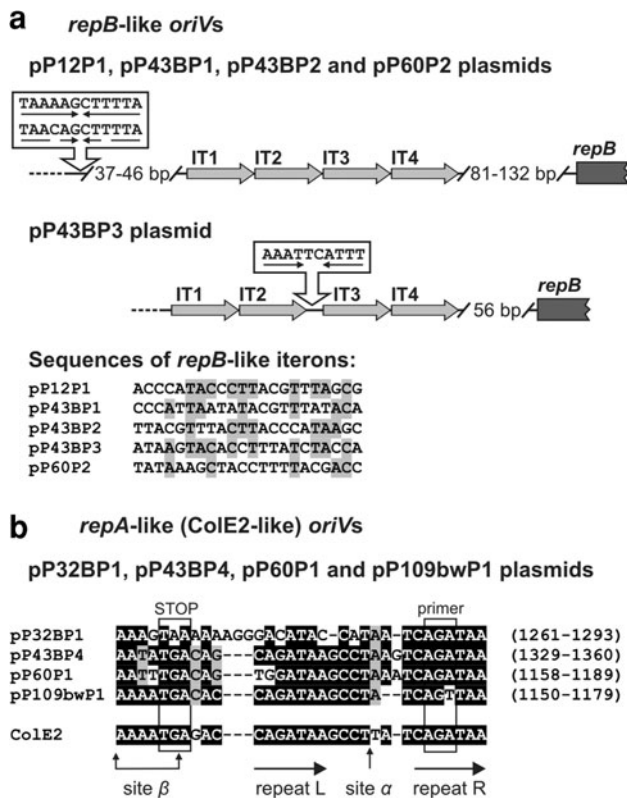 a repB-like oriVs
pP12P1, pP43BP1, pP43BP2 and pP60P2 plasmids
TAAAAGCTTTTA
TAACAGCTTTTA
37-46 bp IT1 IT2 IT3 IT4 81-132 bp repB
pP43BP3 plasmid
AAATTCATTT
IT1 IT2 IT3 IT4 56 bp repB
Sequences of repB-like iterons:
pP12P1 ACCCATACCCTTACGTTTAGCG
pP43BP1 CCCATTAATATACGTTTATACA
pP43BP2 TTACGTTTACTTACCCATAAGC
pP43BP3 ATAAGTACACCTTTATCTACCA
pP60P2 TATAAAGCTACCTTTTACGACC
b repA-like (ColE2-like) oriVs
pP32BP1, pP43BP4, pP60P1 and pP109bwP1 plasmids
STOP primer
pP32BP1 AAAGTAAAAAAGGGACATAC-CATAA-TCAGATAA (1261-1293)
pP43BP4 AATATGACAG---CAGATAAGCCTAAGTCAGATAA (1329-1360)
pP60P1 AATTTGACAC---TGGATAAGCCTAAATCAGATAA (1158-1189)
pP109bwP1 AAAATGACAC---CAGATAAGCCTA--TCAGTTAA (1150-1179)
ColE2 AAAATGAGAC---CAGATAAGCCTTA-TCAGATAA
site β repeat L site α repeat R